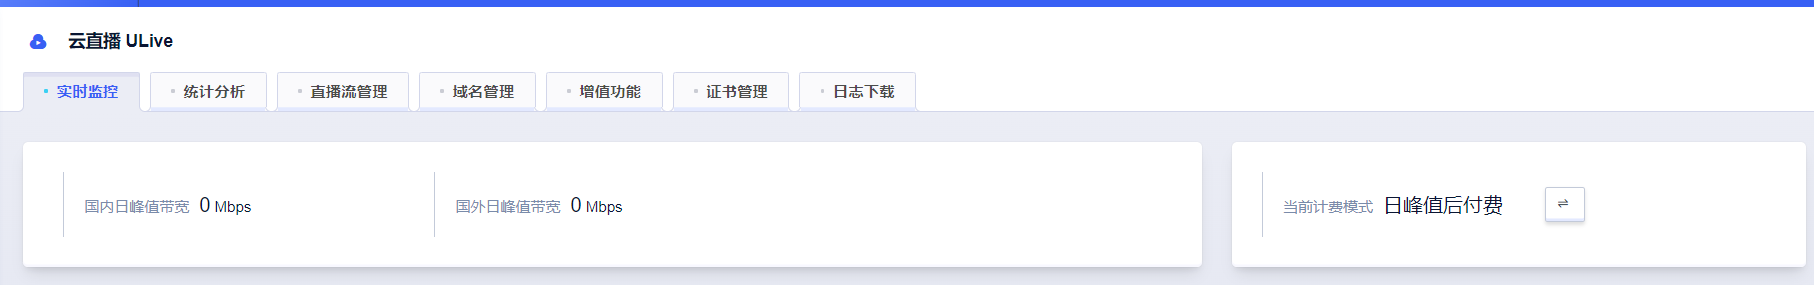 云直播 ULive
实时监控 统计分析 直播流管理 域名管理 增值功能 证书管理 日志下载
国内日峰值带宽 0 Mbps 国外日峰值带宽 0 Mbps 当前计费模式 日峰值后付费